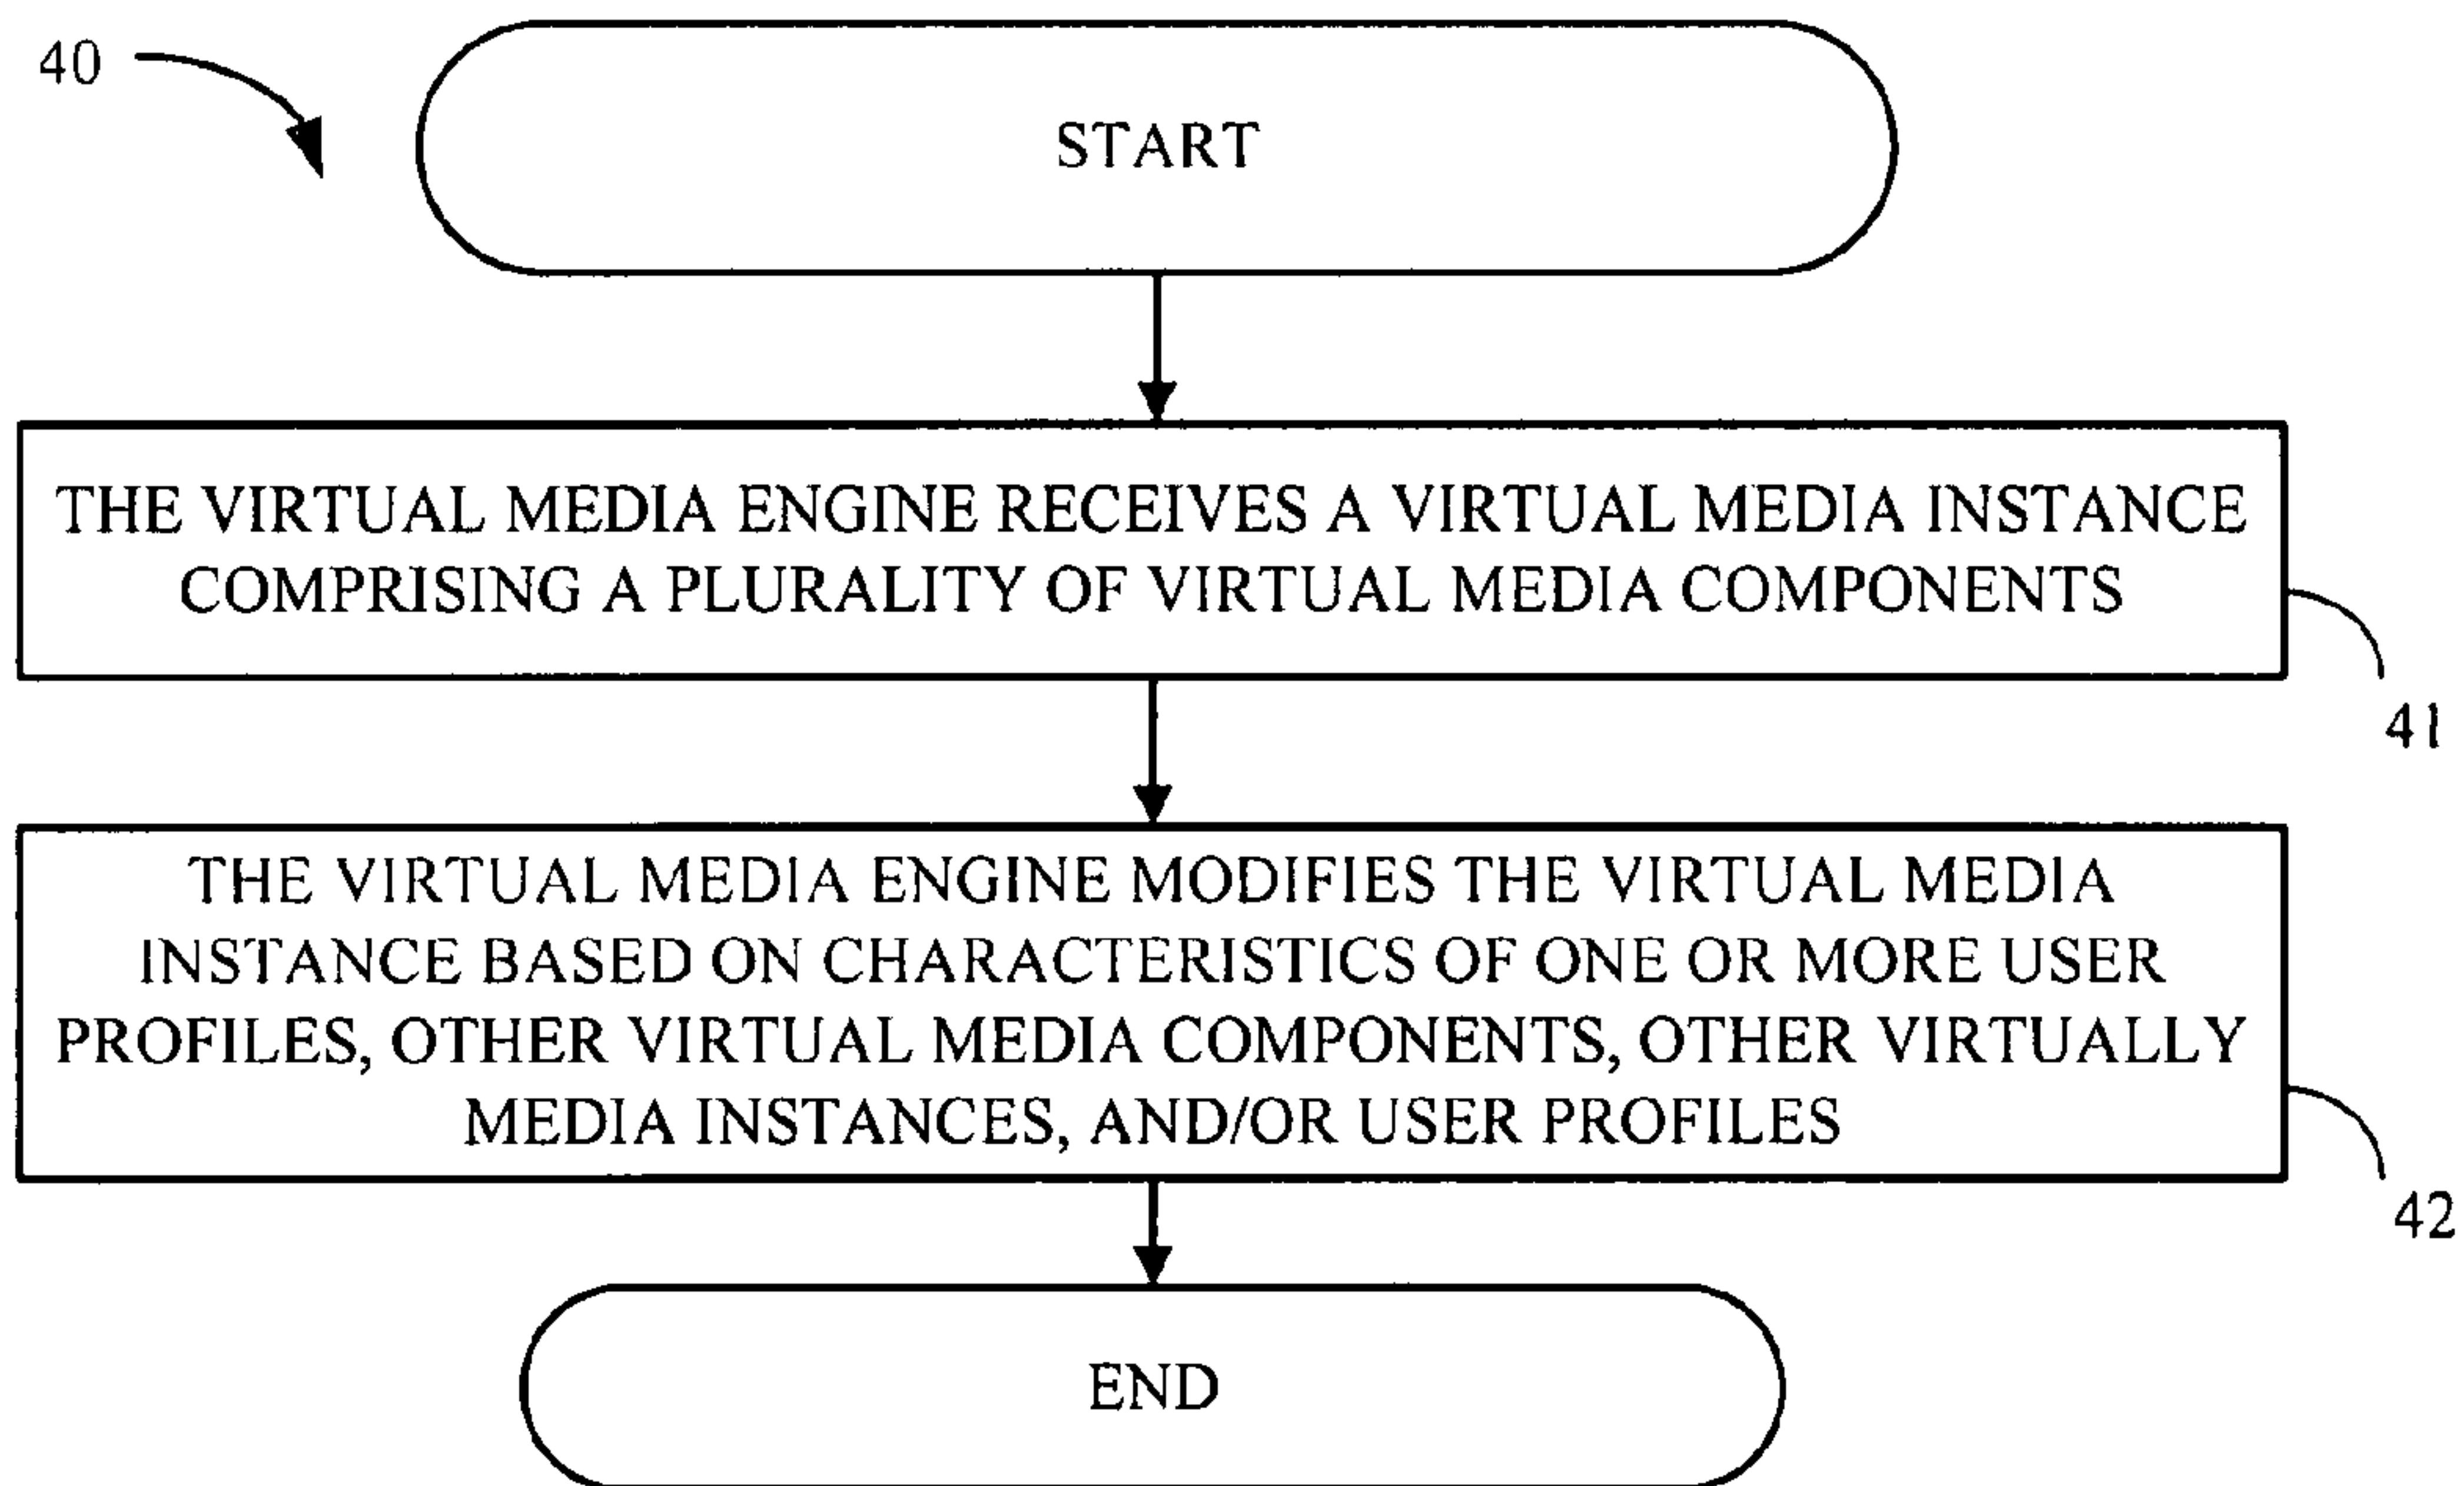 40
START
THE VIRTUAL MEDIA ENGINE RECEIVES A VIRTUAL MEDIA INSTANCE
COMPRISING A PLURALITY OF VIRTUAL MEDIA COMPONENTS
41
THE VIRTUAL MEDIA ENGINE MODIFIES THE VIRTUAL MEDIA
INSTANCE BASED ON CHARACTERISTICS OF ONE OR MORE USER
PROFILES, OTHER VIRTUAL MEDIA COMPONENTS, OTHER VIRTUALLY
MEDIA INSTANCES, AND/OR USER PROFILES
42
END